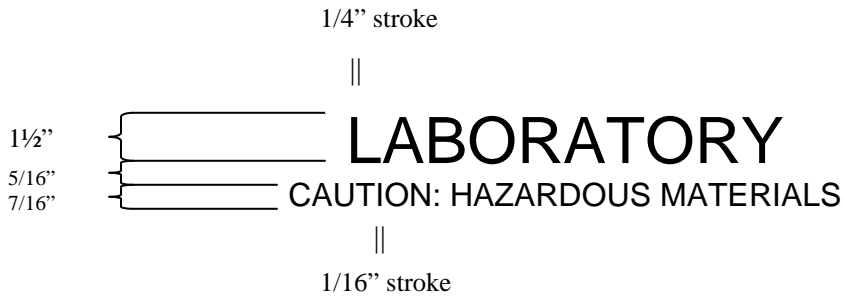 1/4” stroke
||
1½”
LABORATORY
5/16”
7/16”
CAUTION: HAZARDOUS MATERIALS
||
1/16” stroke